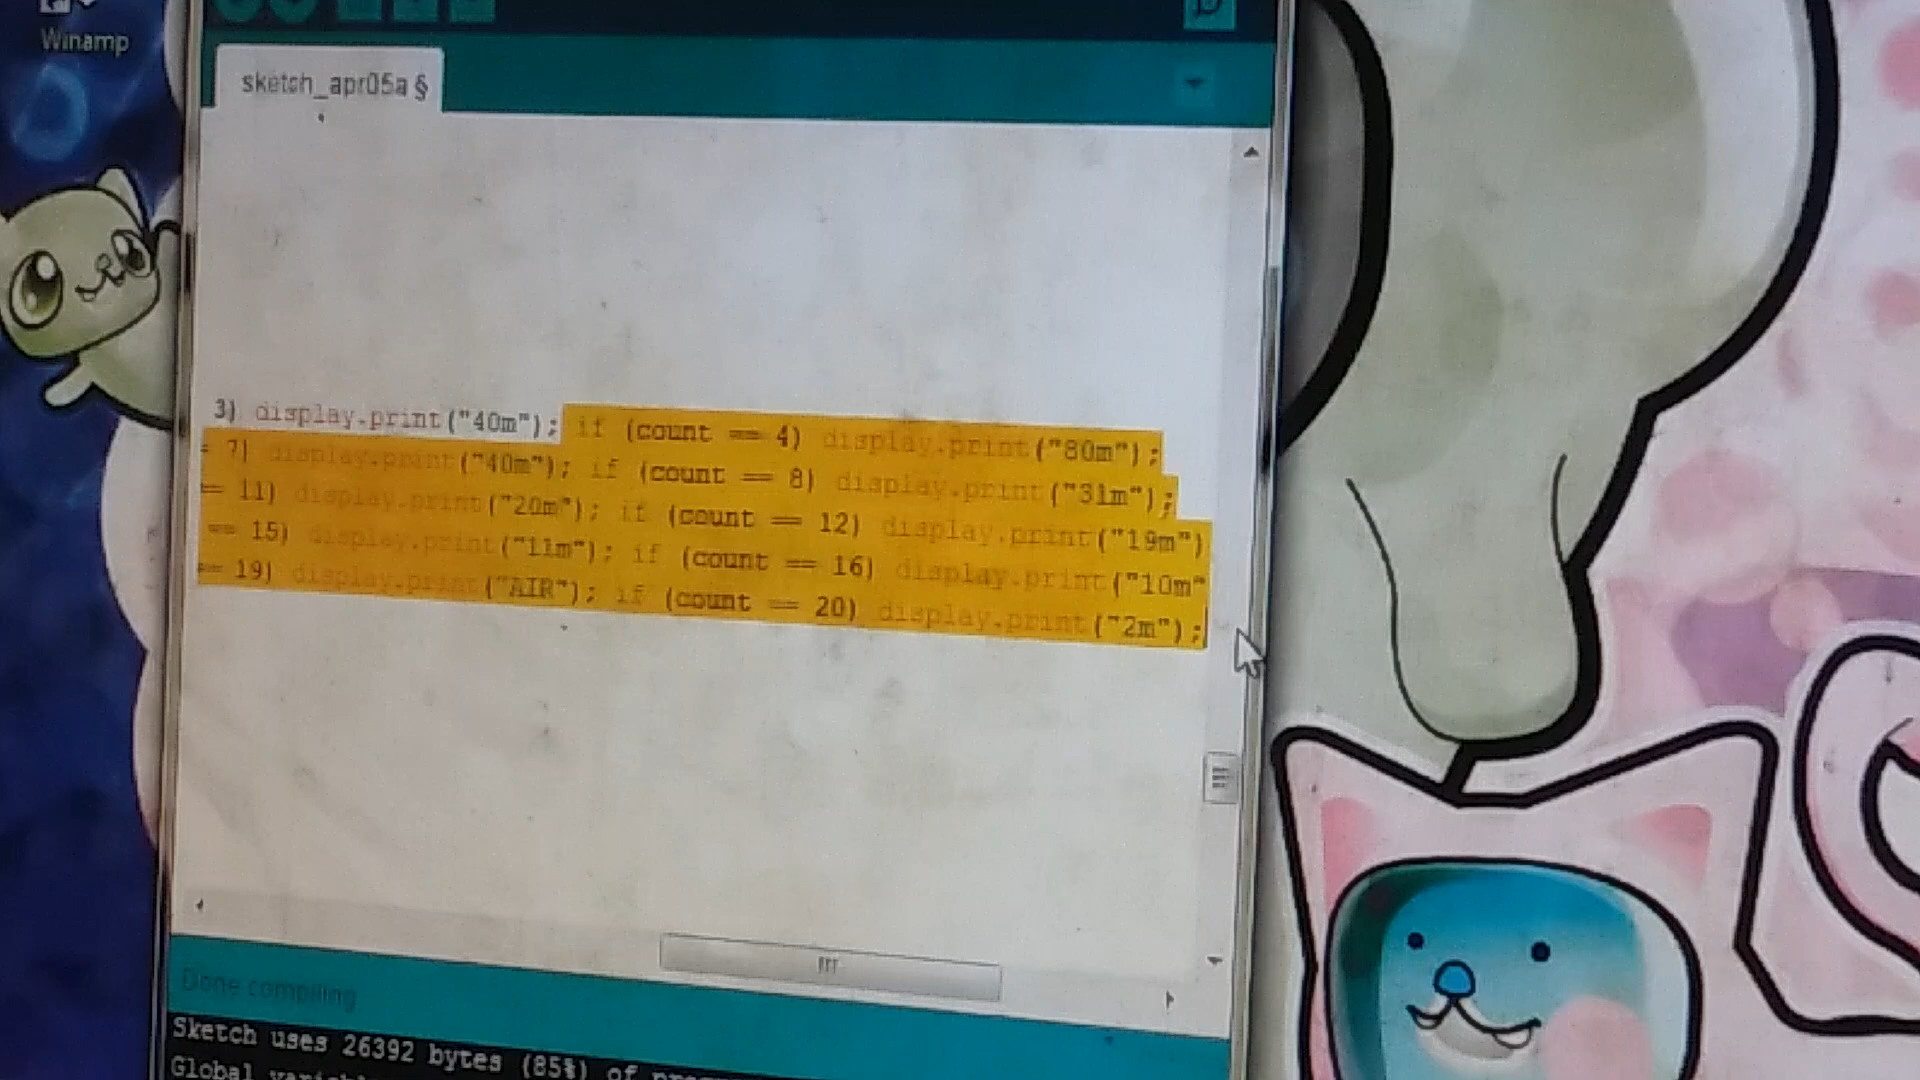 Winamp
sketch_apr05a §
3) display.print("40m"); if (count == 4) display.print("80m");
= 7) display.print("40m"); if (count == 8) display.print("31m");
== 11) display.print("20m"); if (count == 12) display.print("19m")
== 15) display.print("11m"); if (count == 16) display.print("10m"
== 19) display.print("AIR"); if (count == 20) display.print("2m");
Done compiling
Sketch uses 26392 bytes (85%) of
Global